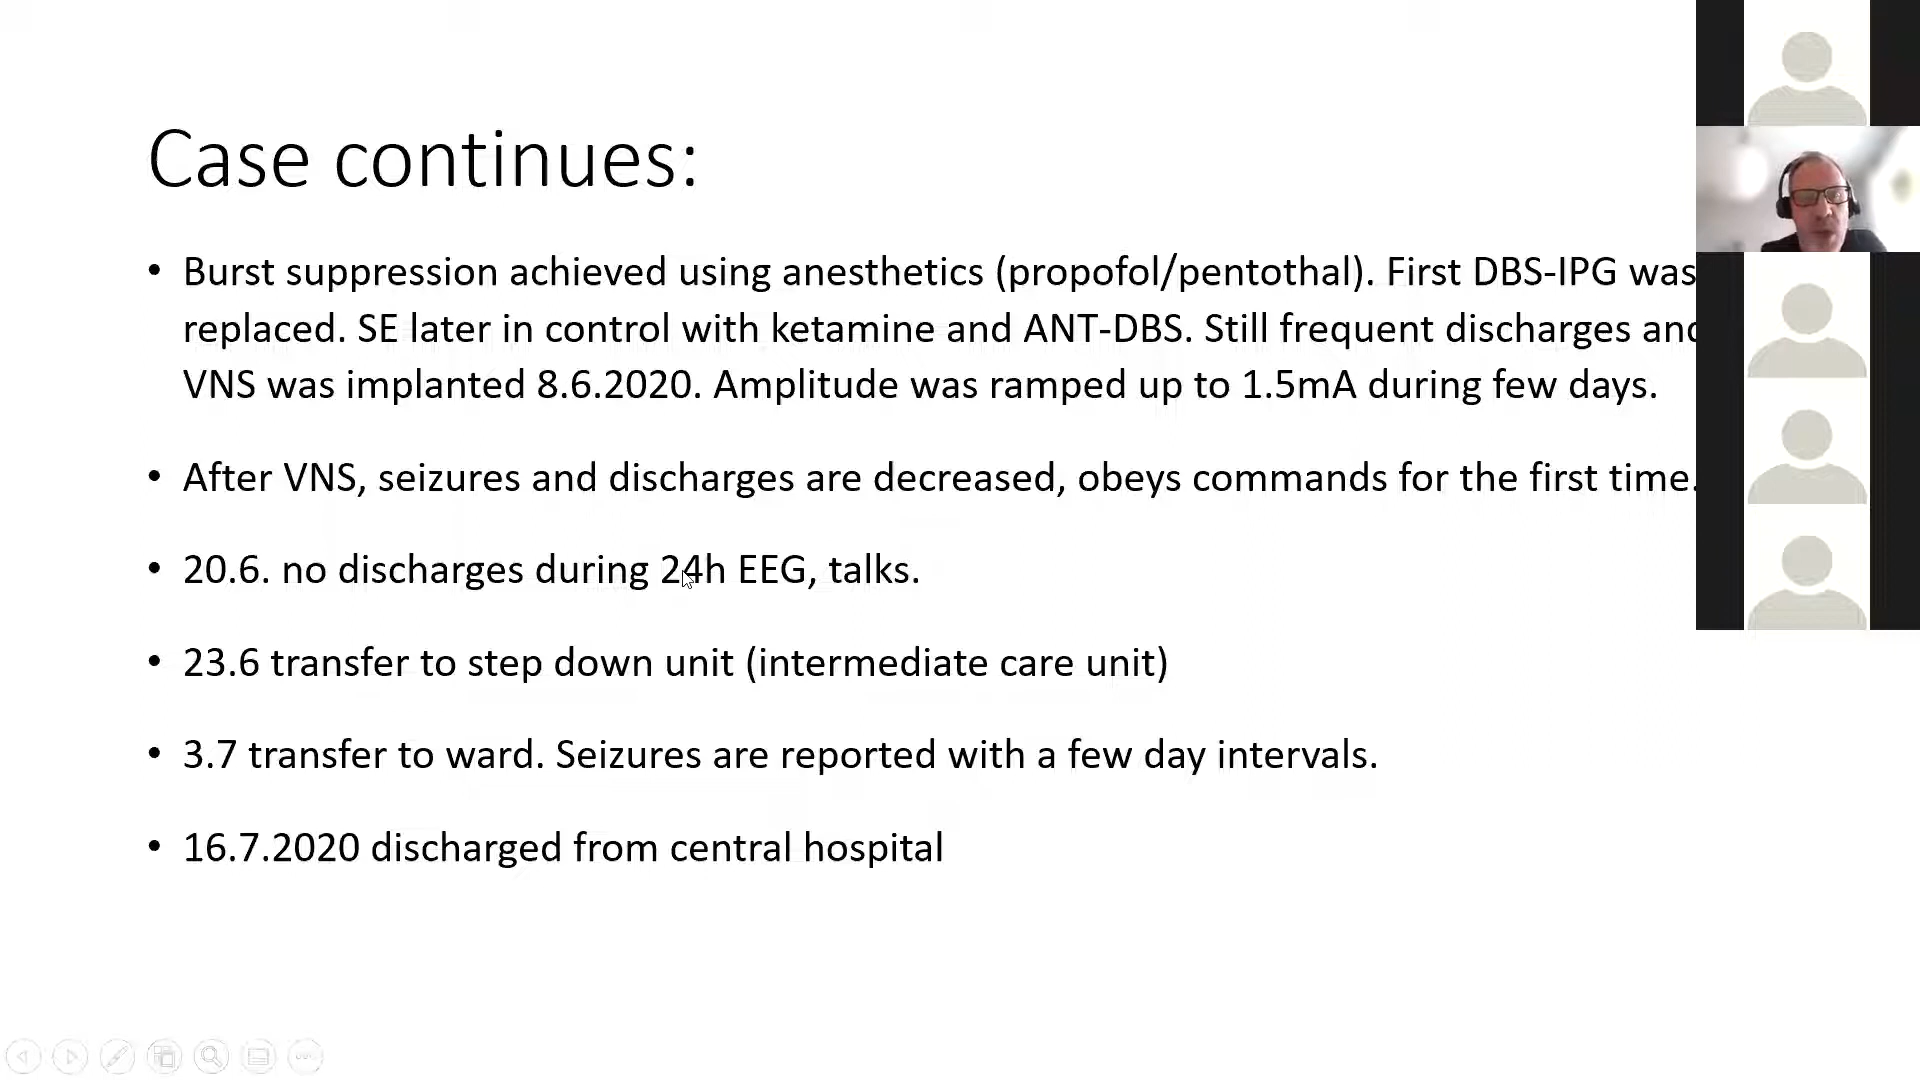 Case continues:
• Burst suppression achieved using anesthetics (propofol/pentothal). First DBS-IPG was
replaced. SE later in control with ketamine and ANT-DBS. Still frequent discharges and
VNS was implanted 8.6.2020. Amplitude was ramped up to 1.5mA during few days.
• After VNS, seizures and discharges are decreased, obeys commands for the first time.
• 20.6. no discharges during 24h EEG, talks.
• 23.6 transfer to step down unit (intermediate care unit)
• 3.7 transfer to ward. Seizures are reported with a few day intervals.
• 16.7.2020 discharged from central hospital